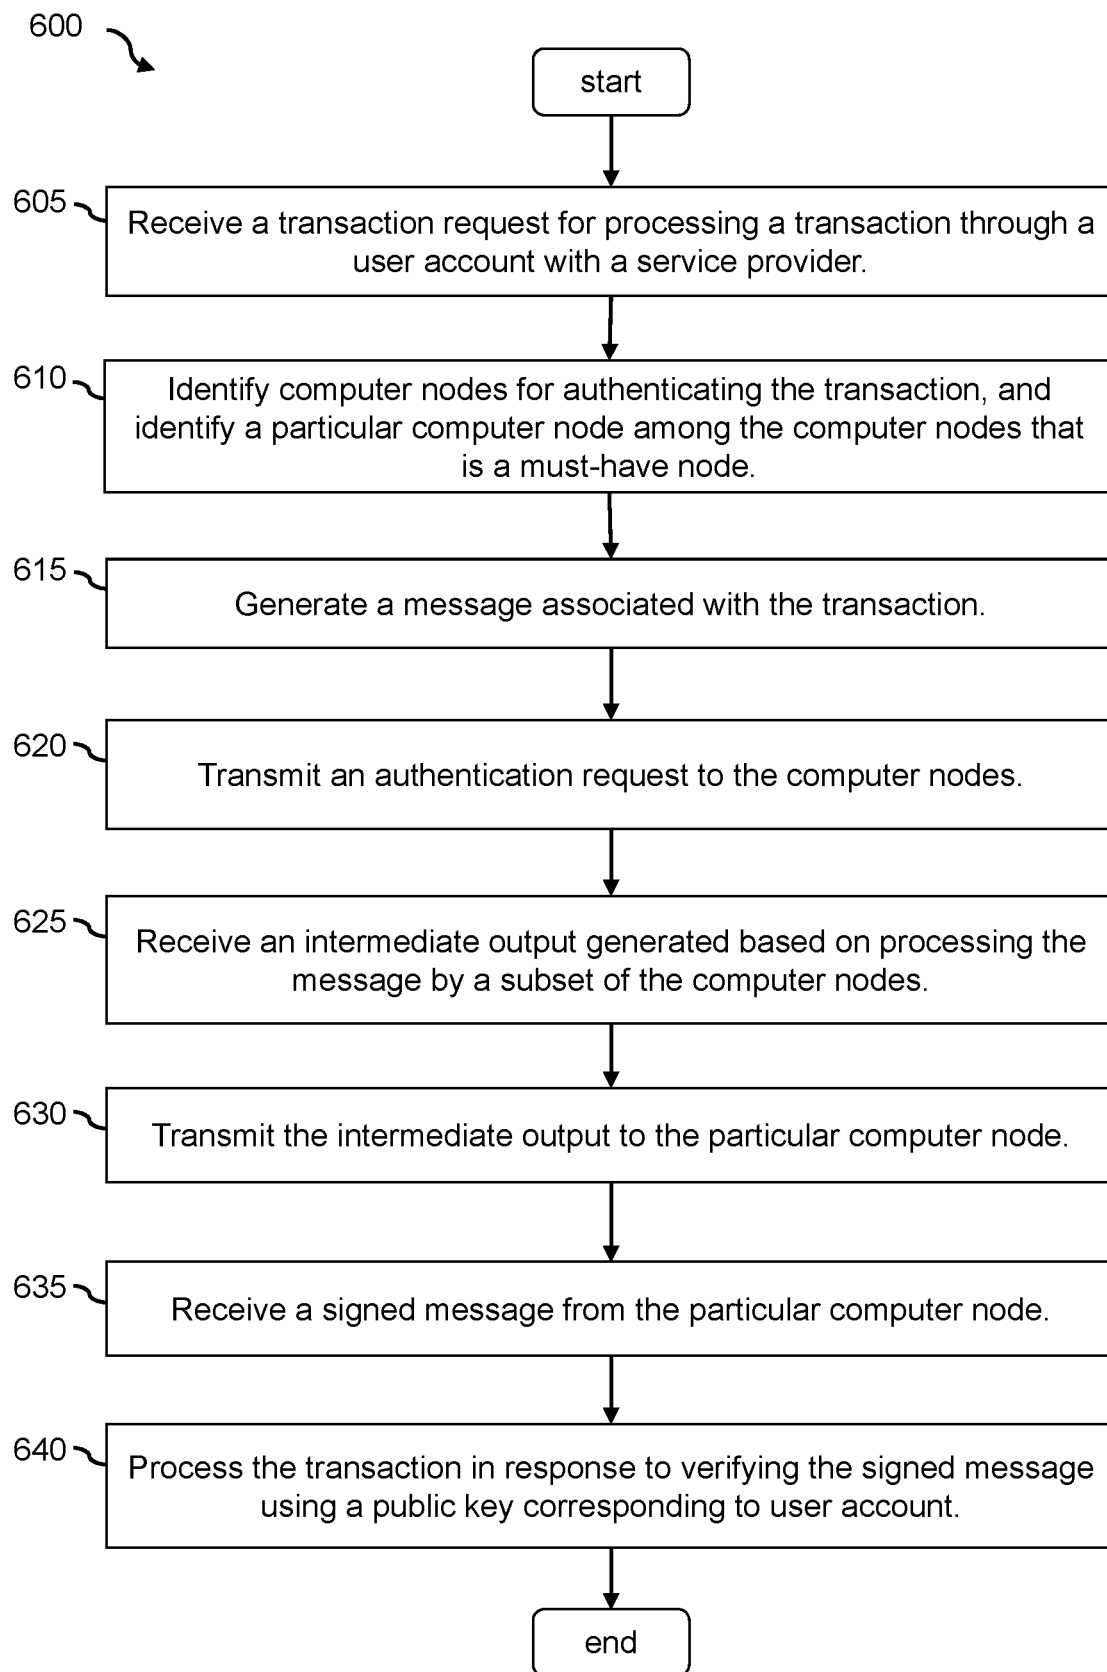 600
start
605
Receive a transaction request for processing a transaction through a
user account with a service provider.
610
Identify computer nodes for authenticating the transaction, and
identify a particular computer node among the computer nodes that
is a must-have node.
615
Generate a message associated with the transaction.
620
Transmit an authentication request to the computer nodes.
625
Receive an intermediate output generated based on processing the
message by a subset of the computer nodes.
630
Transmit the intermediate output to the particular computer node.
635
Receive a signed message from the particular computer node.
640
Process the transaction in response to verifying the signed message
using a public key corresponding to user account.
end